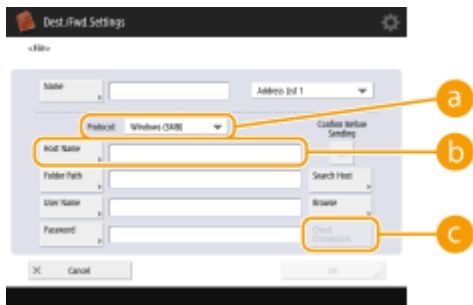 Dest./Fwd.Settings
<File>
Name
Address List 1
Protocol: Windows (SMB)
Confirm Before
Sending
a
Host Name
b
Folder Path
Search Host
User Name
Browse
Password
Check
Connection
c
× Cancel
OK